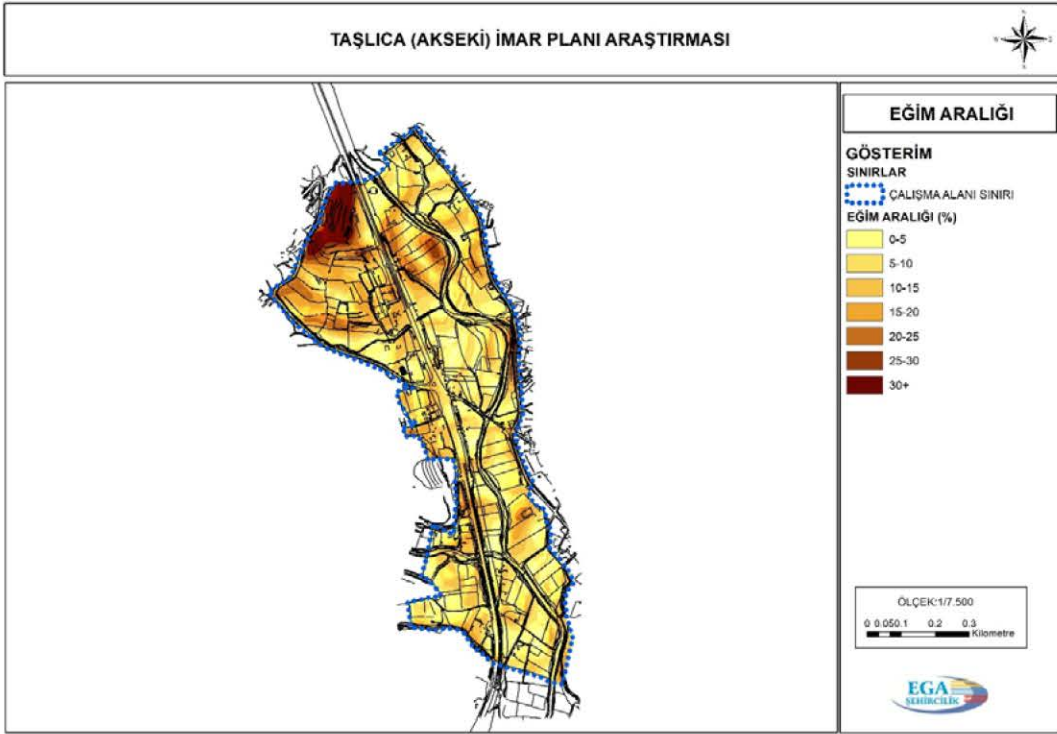 TAŞLICA (AKSEKİ) İMAR PLANI ARAŞTIRMASI
EĞİM ARALIĞI
GÖSTERİM
SINIRLAR
ÇALIŞMA ALANI SINIRI
EĞİM ARALIĞI (%)
0-5
5-10
10-15
15-20
20-25
25-30
30+
ÖLÇEK:1/7.500
0 0.050.1 0.2 0.3
Kilometre
EGA
ŞEHİRCİLİK